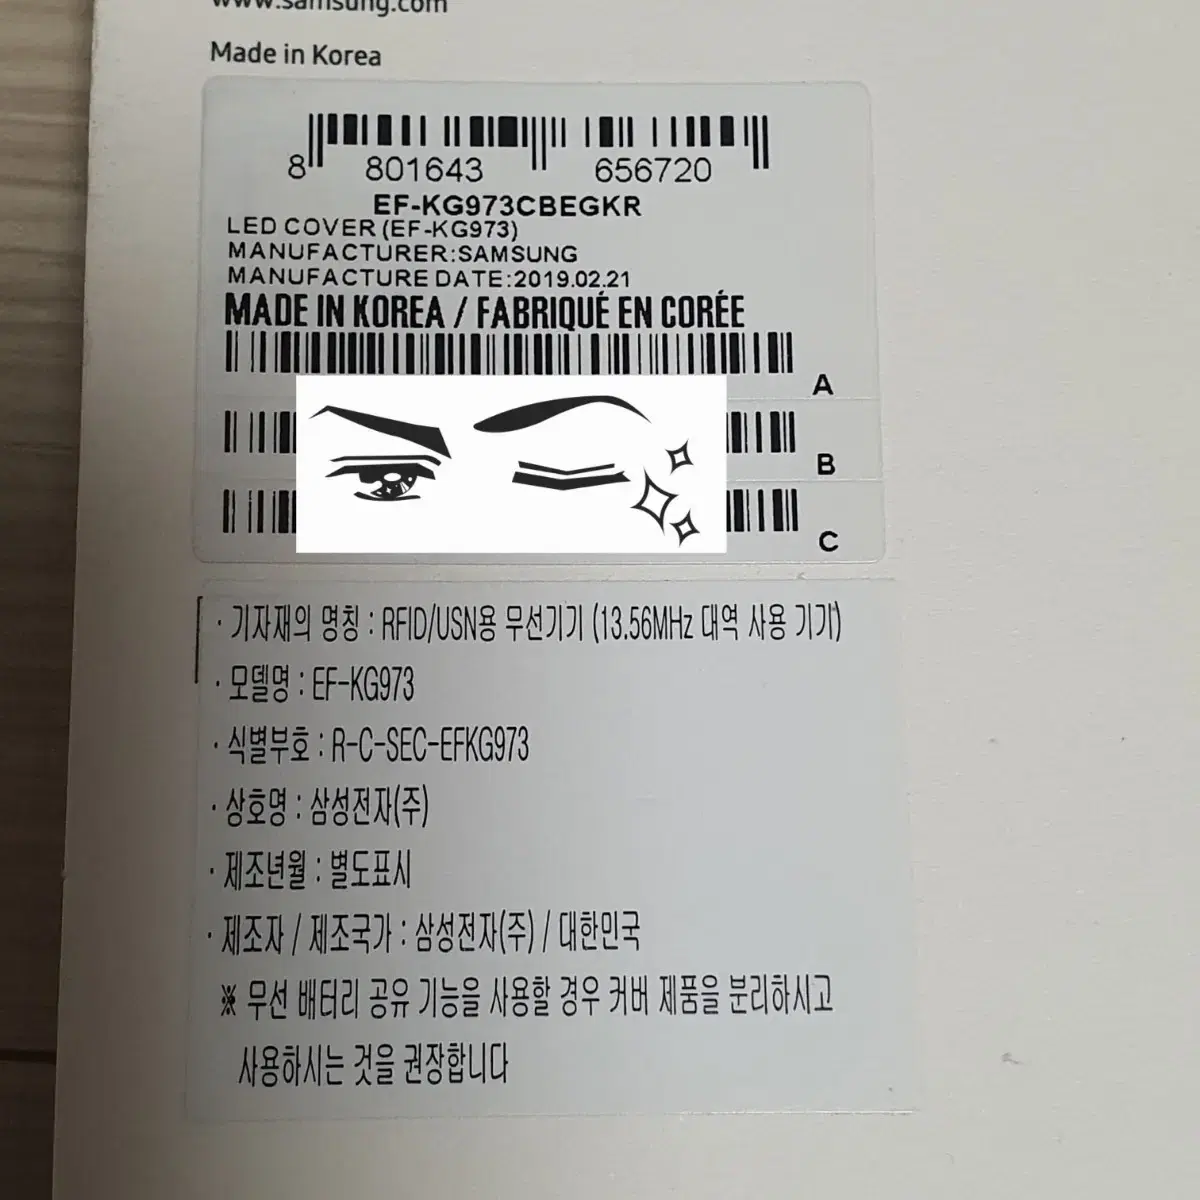 www.samsung.com
Made in Korea
8 801643 656720
EF-KG973CBEGKR
LED COVER (EF-KG973)
MANUFACTURER:SAMSUNG
MANUFACTURE DATE:2019.02.21
MADE IN KOREA / FABRIQUÉ EN CORÉE
A
B
C
· 기자재의 명칭 : RFID/USN용 무선기기 (13.56MHz 대역 사용 기기)
· 모델명 : EF-KG973
· 식별부호 : R-C-SEC-EFKG973
· 상호명 : 삼성전자(주)
· 제조년월 : 별도표시
· 제조자 / 제조국가 : 삼성전자(주) / 대한민국
※ 무선 배터리 공유 기능을 사용할 경우 커버 제품을 분리하시고
사용하시는 것을 권장합니다